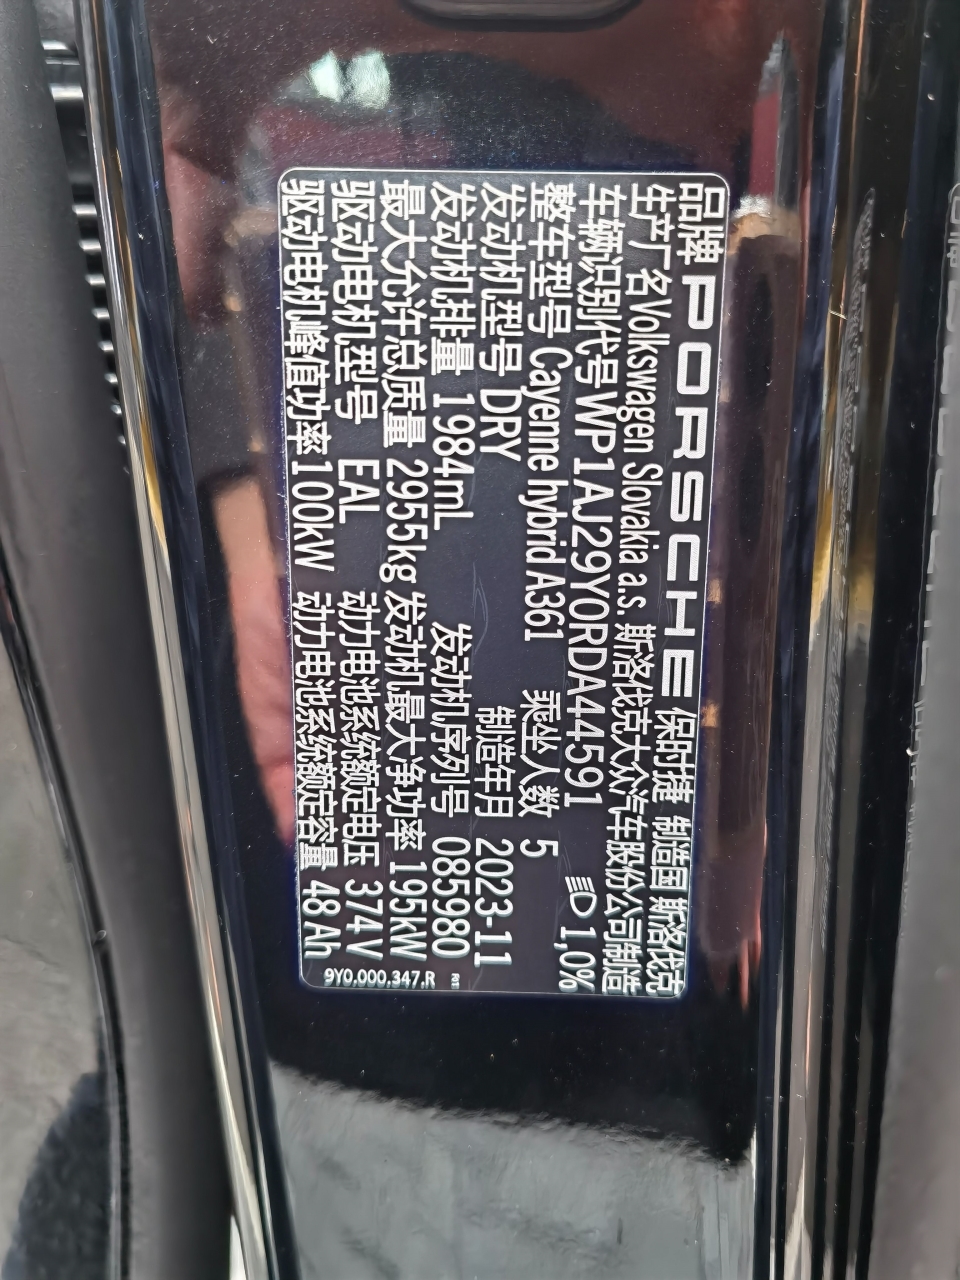 品牌 PORSCHE 保时捷 制造国 斯洛伐克
生产厂名 Volkswagen Slovakia a.s. 斯洛伐克大众汽车股份公司制造
车辆识别代号 WP1AJ29Y0RDA44591 1,0%
整车型号 Cayenne hybrid A361 乘坐人数 5
发动机型号 DRY 制造年月 2023-11
发动机排量 1984mL 发动机序列号 085980
最大允许总质量 2955kg 发动机最大净功率 195kW
驱动电机型号 EAL 动力电池系统额定电压 374V
驱动电机峰值功率 100kW 动力电池系统额定容量 48Ah
9Y0.000.347.R